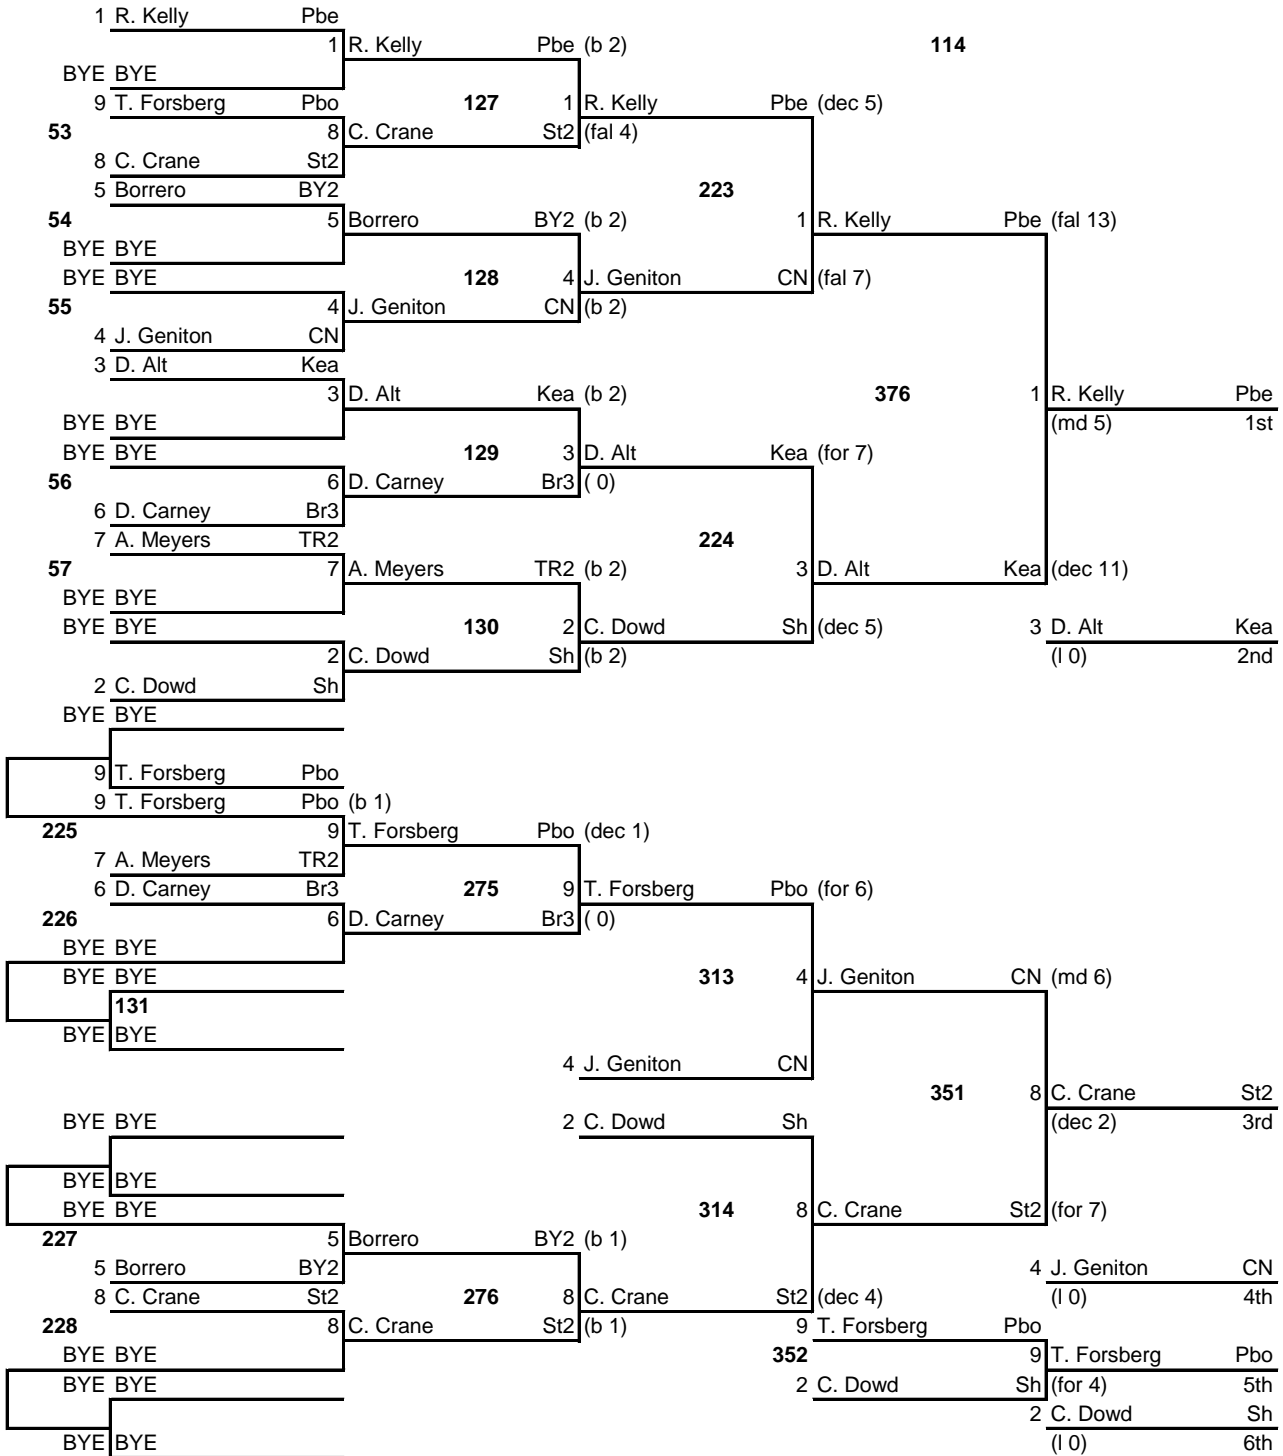 1 R. Kelly Pbe
1 R. Kelly Pbe (b 2) 114
BYE BYE
9 T. Forsberg Pbo 127 1 R. Kelly Pbe (dec 5)
53 8 C. Crane St2 (fal 4)
8 C. Crane St2
5 Borrero BY2 223
54 5 Borrero BY2 (b 2) 1 R. Kelly Pbe (fal 13)
BYE BYE
BYE BYE 128 4 J. Geniton CN (fal 7)
55 4 J. Geniton CN (b 2)
4 J. Geniton CN
3 D. Alt Kea
3 D. Alt Kea (b 2) 376 1 R. Kelly Pbe
BYE BYE (md 5) 1st
BYE BYE 129 3 D. Alt Kea (for 7)
56 6 D. Carney Br3 ( 0)
6 D. Carney Br3
7 A. Meyers TR2 224
57 7 A. Meyers TR2 (b 2) 3 D. Alt Kea (dec 11)
BYE BYE
BYE BYE 130 2 C. Dowd Sh (dec 5) 3 D. Alt Kea
2 C. Dowd Sh (b 2) (l 0) 2nd
2 C. Dowd Sh
BYE BYE
9 T. Forsberg Pbo
9 T. Forsberg Pbo (b 1)
225 9 T. Forsberg Pbo (dec 1)
7 A. Meyers TR2
6 D. Carney Br3 275 9 T. Forsberg Pbo (for 6)
226 6 D. Carney Br3 ( 0)
BYE BYE
BYE BYE 313 4 J. Geniton CN (md 6)
131
BYE BYE
4 J. Geniton CN
351 8 C. Crane St2
BYE BYE 2 C. Dowd Sh (dec 2) 3rd
BYE BYE
BYE BYE 314 8 C. Crane St2 (for 7)
227 5 Borrero BY2 (b 1)
5 Borrero BY2 4 J. Geniton CN
8 C. Crane St2 276 8 C. Crane St2 (dec 4) (l 0) 4th
228 8 C. Crane St2 (b 1) 9 T. Forsberg Pbo
BYE BYE 352 9 T. Forsberg Pbo
BYE BYE 2 C. Dowd Sh (for 4) 5th
2 C. Dowd Sh
BYE BYE (l 0) 6th